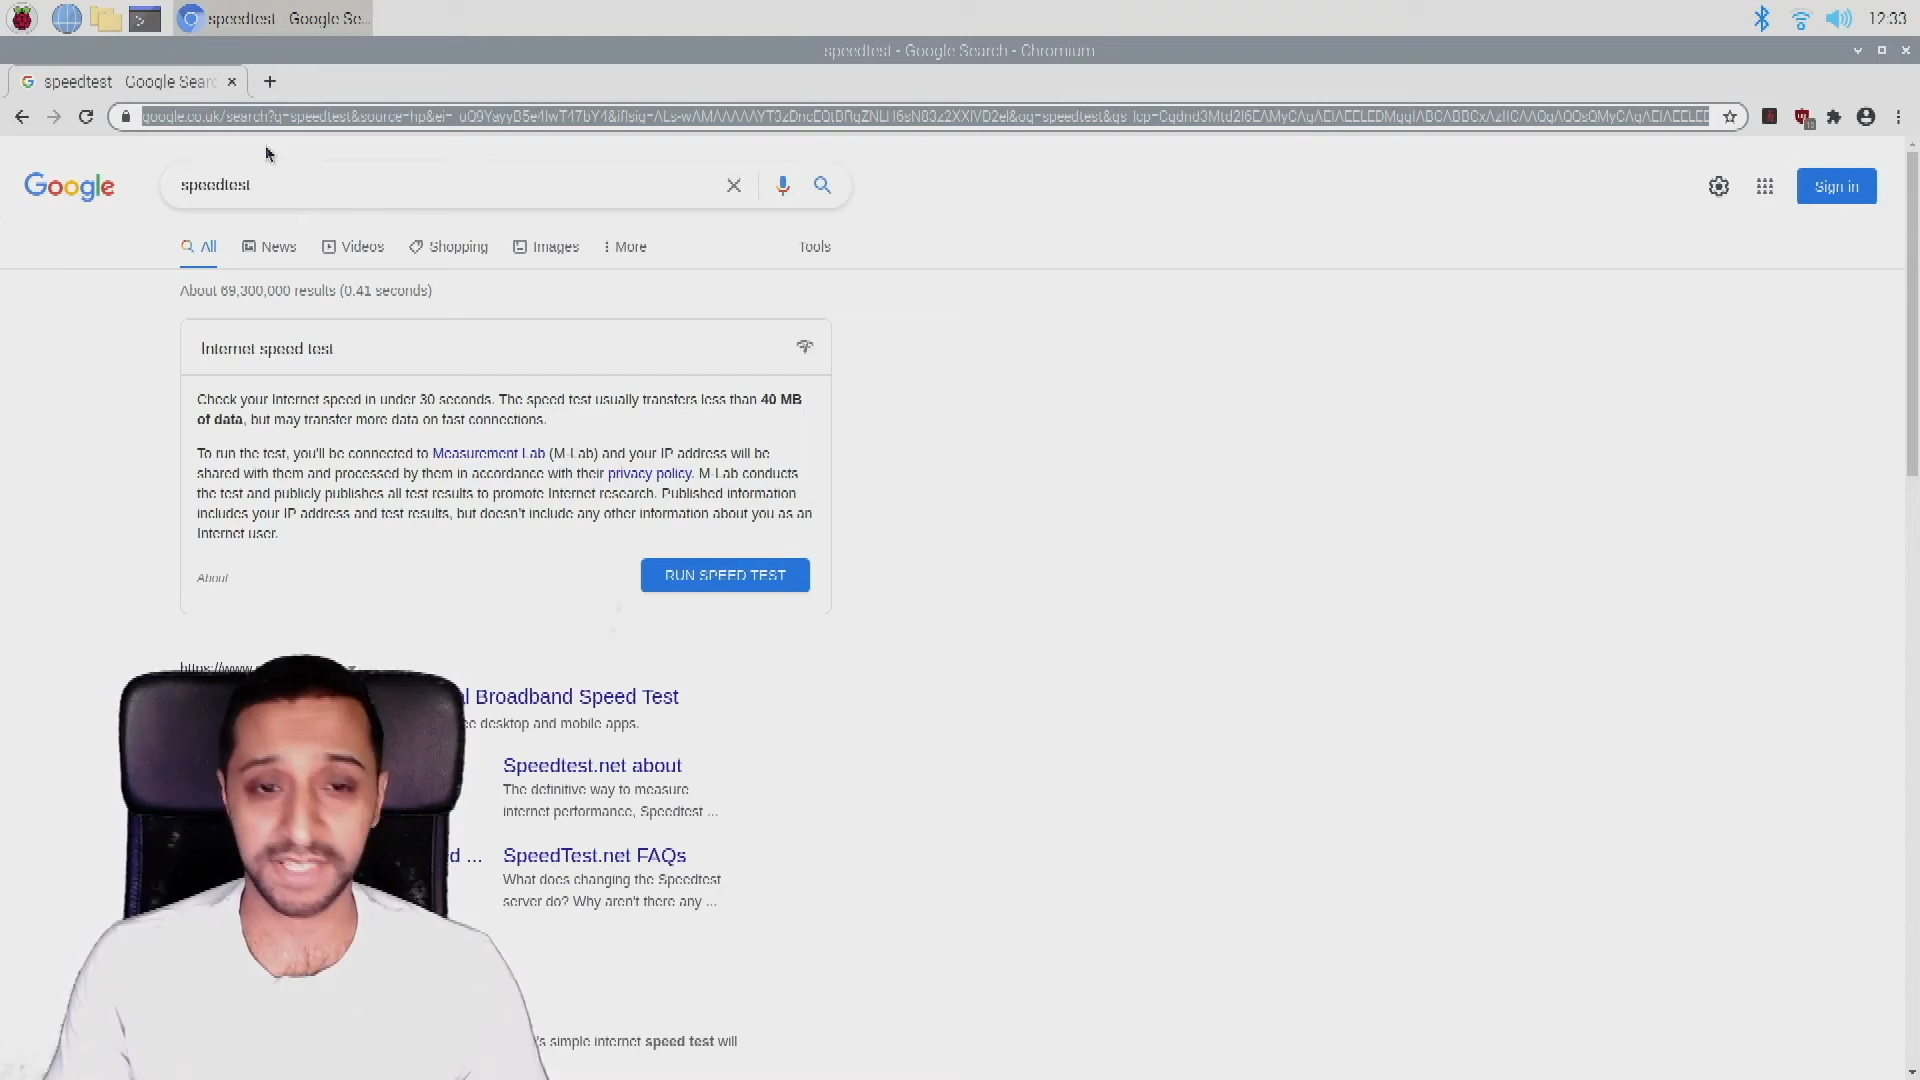 speedtest - Google Se...
12:33
speedtest - Google Search - Chromium
speedtest Google Searc
Google
speedtest
Sign in
All
News
Videos
Shopping
Images
More
Tools
About 69,300,000 results (0.41 seconds)
Internet speed test
Check your Internet speed in under 30 seconds. The speed test usually transfers less than 40 MB
of data, but may transfer more data on fast connections.
To run the test, you'll be connected to Measurement Lab (M-Lab) and your IP address will be
shared with them and processed by them in accordance with their privacy policy. M-Lab conducts
the test and publicly publishes all test results to promote Internet research. Published information
includes your IP address and test results, but doesn't include any other information about you as an
Internet user.
About
RUN SPEED TEST
https://www.
l Broadband Speed Test
ee desktop and mobile apps.
Speedtest.net about
The definitive way to measure
internet performance, Speedtest ...
d ...
SpeedTest.net FAQs
What does changing the Speedtest
server do? Why aren't there any ...
's simple internet speed test will